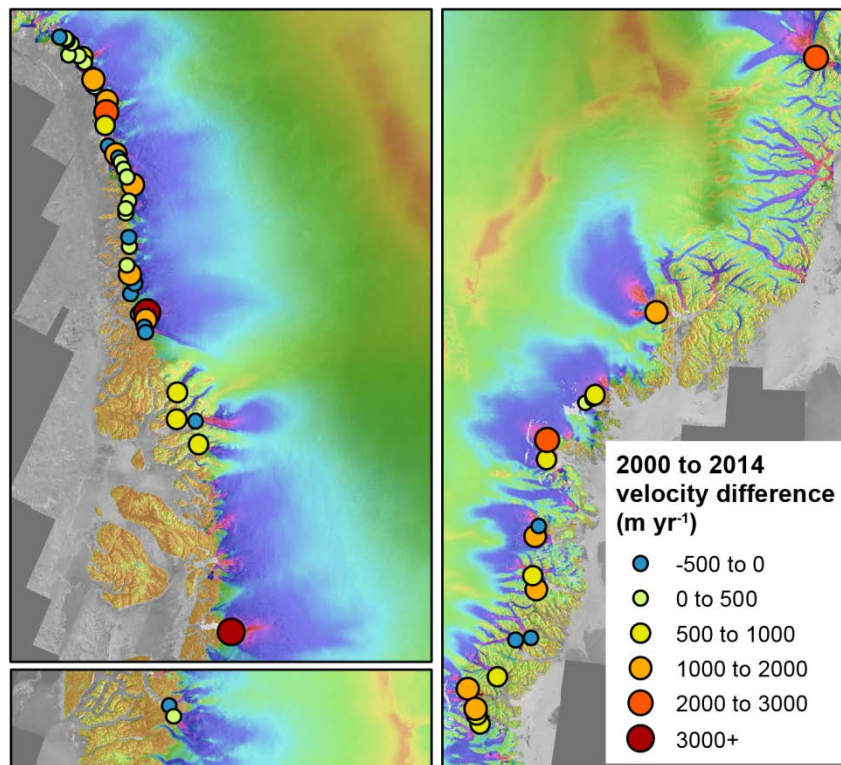 2000 to 2014
velocity difference
(m yr⁻¹)
-500 to 0
0 to 500
500 to 1000
1000 to 2000
2000 to 3000
3000+